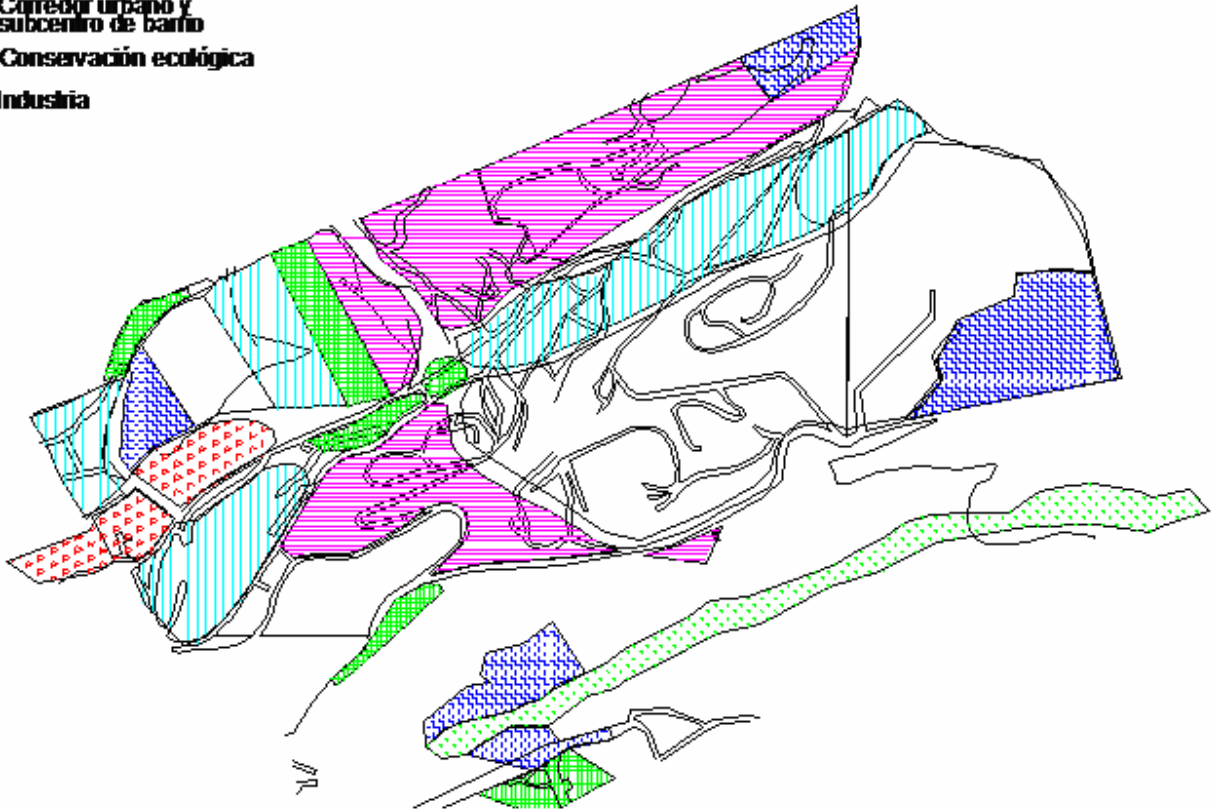 Corredor urbano y
subcentro de barrio
Conservación ecológica
Industria